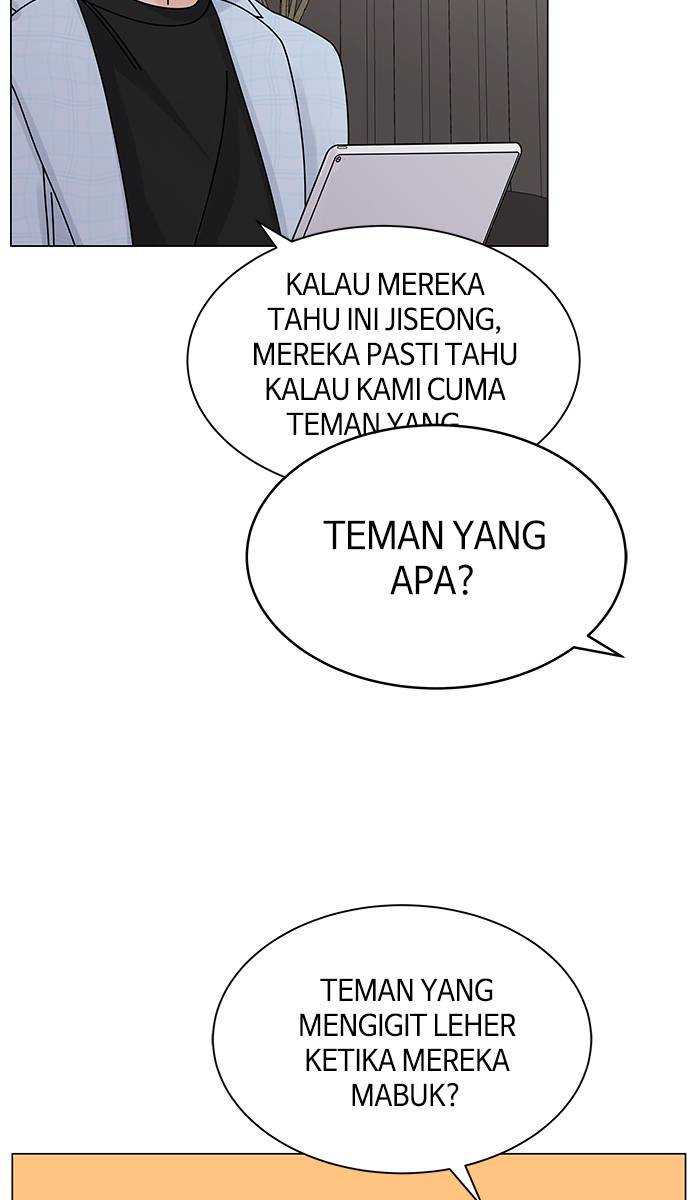 KALAU MEREKA
TAHU INI JISEONG,
MEREKA PASTI TAHU
KALAU KAMI CUMA
TEMAN YANG
TEMAN YANG
APA?
TEMAN YANG
MENGIGIT LEHER
KETIKA MEREKA
MABUK?